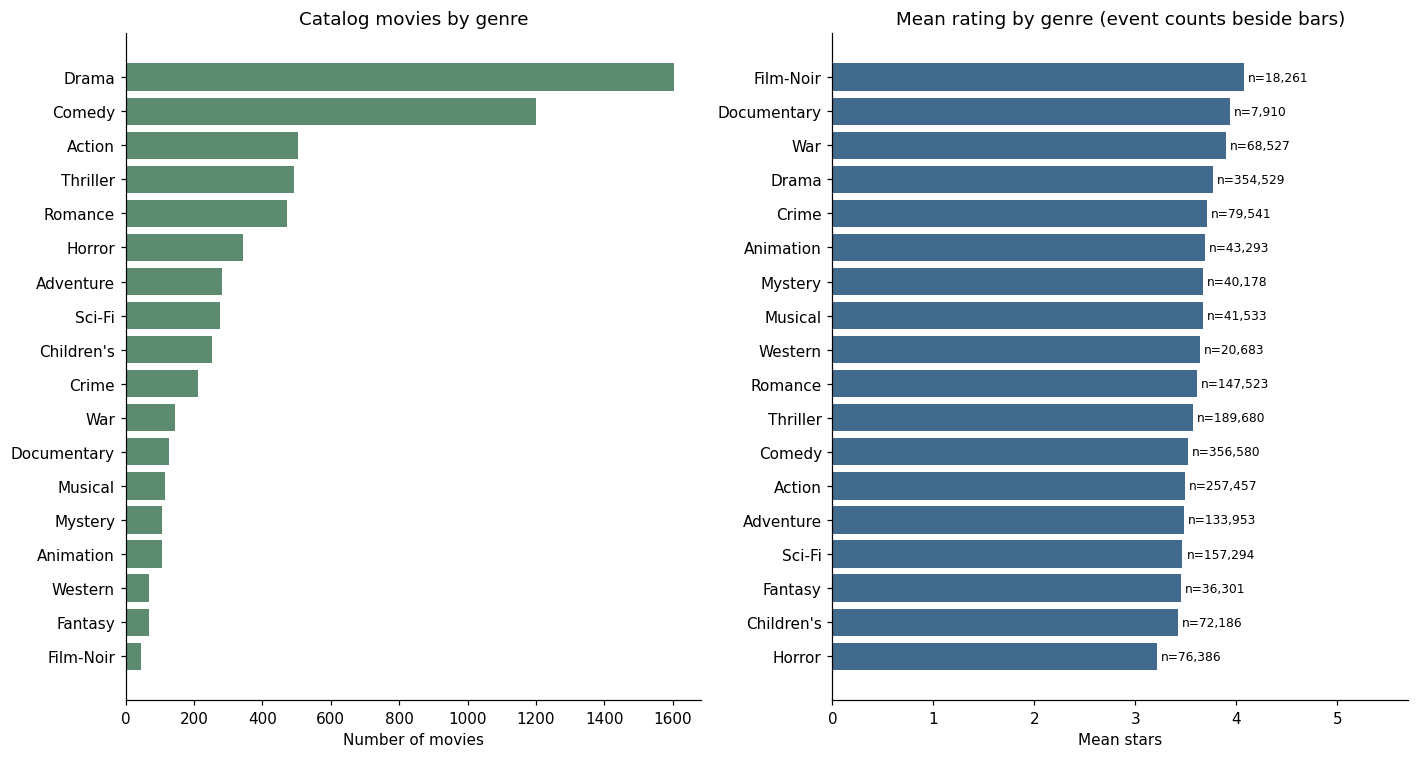 Catalog movies by genre
Drama
Comedy
Action
Thriller
Romance
Horror
Adventure
Sci-Fi
Children's
Crime
War
Documentary
Musical
Mystery
Animation
Western
Fantasy
Film-Noir
0 200 400 600 800 1000 1200 1400 1600
Number of movies
Mean rating by genre (event counts beside bars)
Film-Noir n=18,261
Documentary n=7,910
War n=68,527
Drama n=354,529
Crime n=79,541
Animation n=43,293
Mystery n=40,178
Musical n=41,533
Western n=20,683
Romance n=147,523
Thriller n=189,680
Comedy n=356,580
Action n=257,457
Adventure n=133,953
Sci-Fi n=157,294
Fantasy n=36,301
Children's n=72,186
Horror n=76,386
0 1 2 3 4 5
Mean stars